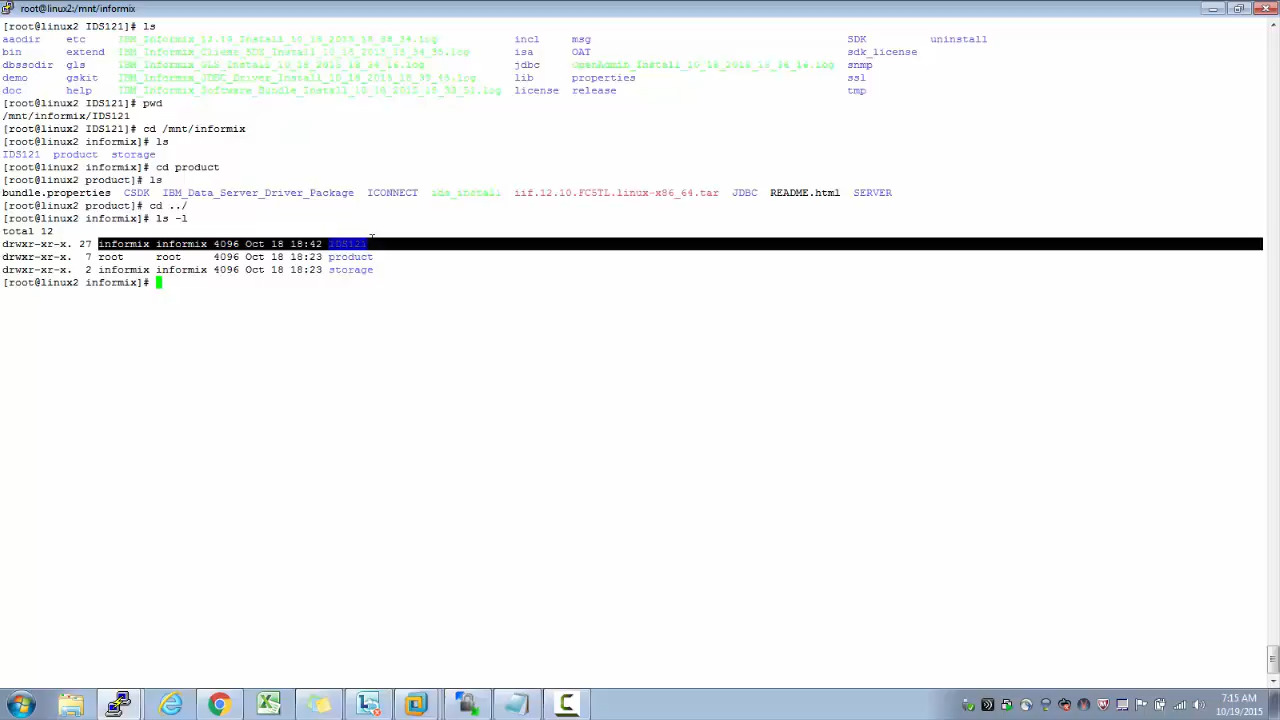 root@linux2:/mnt/informix
[root@linux2 IDS121]# ls
aaodir etc IBM_Informix_12.10_Install_10_18_2015_18_38_34.log incl msg SDK uninstall
bin extend isa OAT sdk_license
dbssodir gls jdbc snmp
demo gskit lib properties ssl
doc help license release tmp
[root@linux2 IDS121]# pwd
/mnt/informix/IDS121
[root@linux2 IDS121]# cd /mnt/informix
[root@linux2 informix]# ls
IDS121 product storage
[root@linux2 informix]# cd product
[root@linux2 product]# ls
bundle.properties CSDK IBM_Data_Server_Driver_Package ICONNECT ids_install iif.12.10.FC5TL.linux-x86_64.tar JDBC README.html SERVER
[root@linux2 product]# cd ../
[root@linux2 informix]# ls -l
total 12
drwxr-xr-x. 27 informix informix 4096 Oct 18 18:42 IDS121
drwxr-xr-x. 7 root root 4096 Oct 18 18:23 product
drwxr-xr-x. 2 informix informix 4096 Oct 18 18:23 storage
[root@linux2 informix]#
7:15 AM
10/19/2015